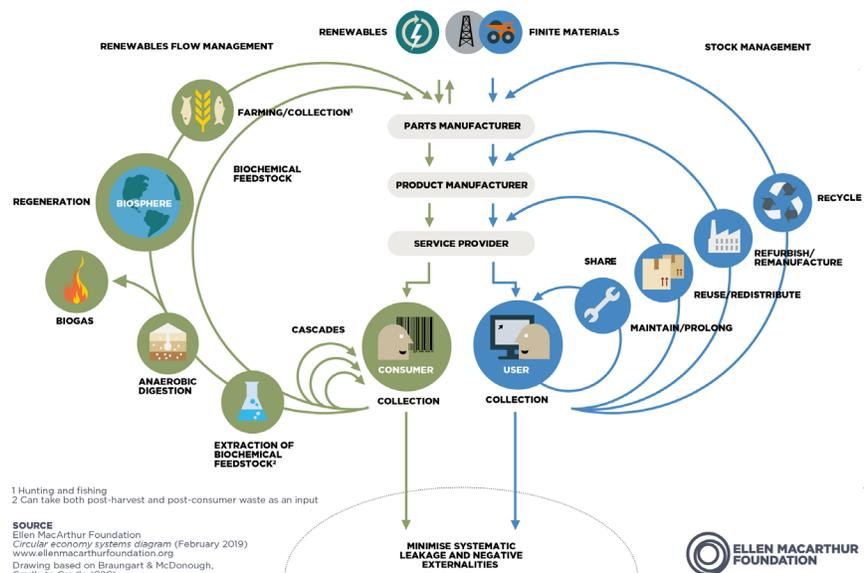 RENEWABLES
FINITE MATERIALS
RENEWABLES FLOW MANAGEMENT
STOCK MANAGEMENT
FARMING/COLLECTION¹
PARTS MANUFACTURER
BIOCHEMICAL
FEEDSTOCK
PRODUCT MANUFACTURER
REGENERATION
BIOSPHERE
RECYCLE
SERVICE PROVIDER
REFURBISH/
REMANUFACTURE
SHARE
REUSE/REDISTRIBUTE
BIOGAS
CASCADES
MAINTAIN/PROLONG
CONSUMER
USER
ANAEROBIC
DIGESTION
COLLECTION
COLLECTION
EXTRACTION OF
BIOCHEMICAL
FEEDSTOCK²
1 Hunting and fishing
2 Can take both post-harvest and post-consumer waste as an input
SOURCE
Ellen MacArthur Foundation
Circular economy systems diagram (February 2019)
www.ellenmacarthurfoundation.org
Drawing based on Braungart & McDonough,
MINIMISE SYSTEMATIC
LEAKAGE AND NEGATIVE
EXTERNALITIES
ELLEN MACARTHUR
FOUNDATION